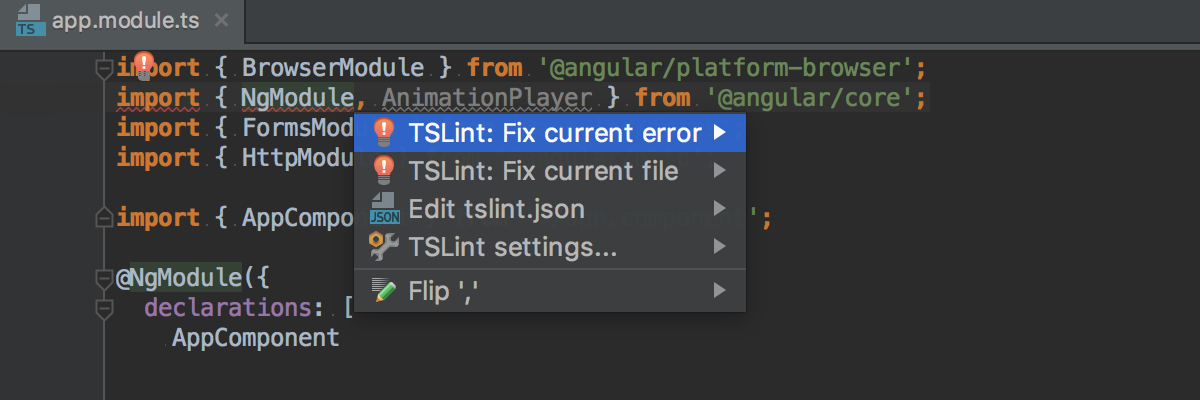 TS app.module.ts
import { BrowserModule } from '@angular/platform-browser';
import { NgModule, AnimationPlayer } from '@angular/core';
import { FormsMod
import { HttpModu
import { AppCompo component';
@NgModule({
declarations: [
AppComponent
TSLint: Fix current error
TSLint: Fix current file
JSON Edit tslint.json
TSLint settings...
Flip ','